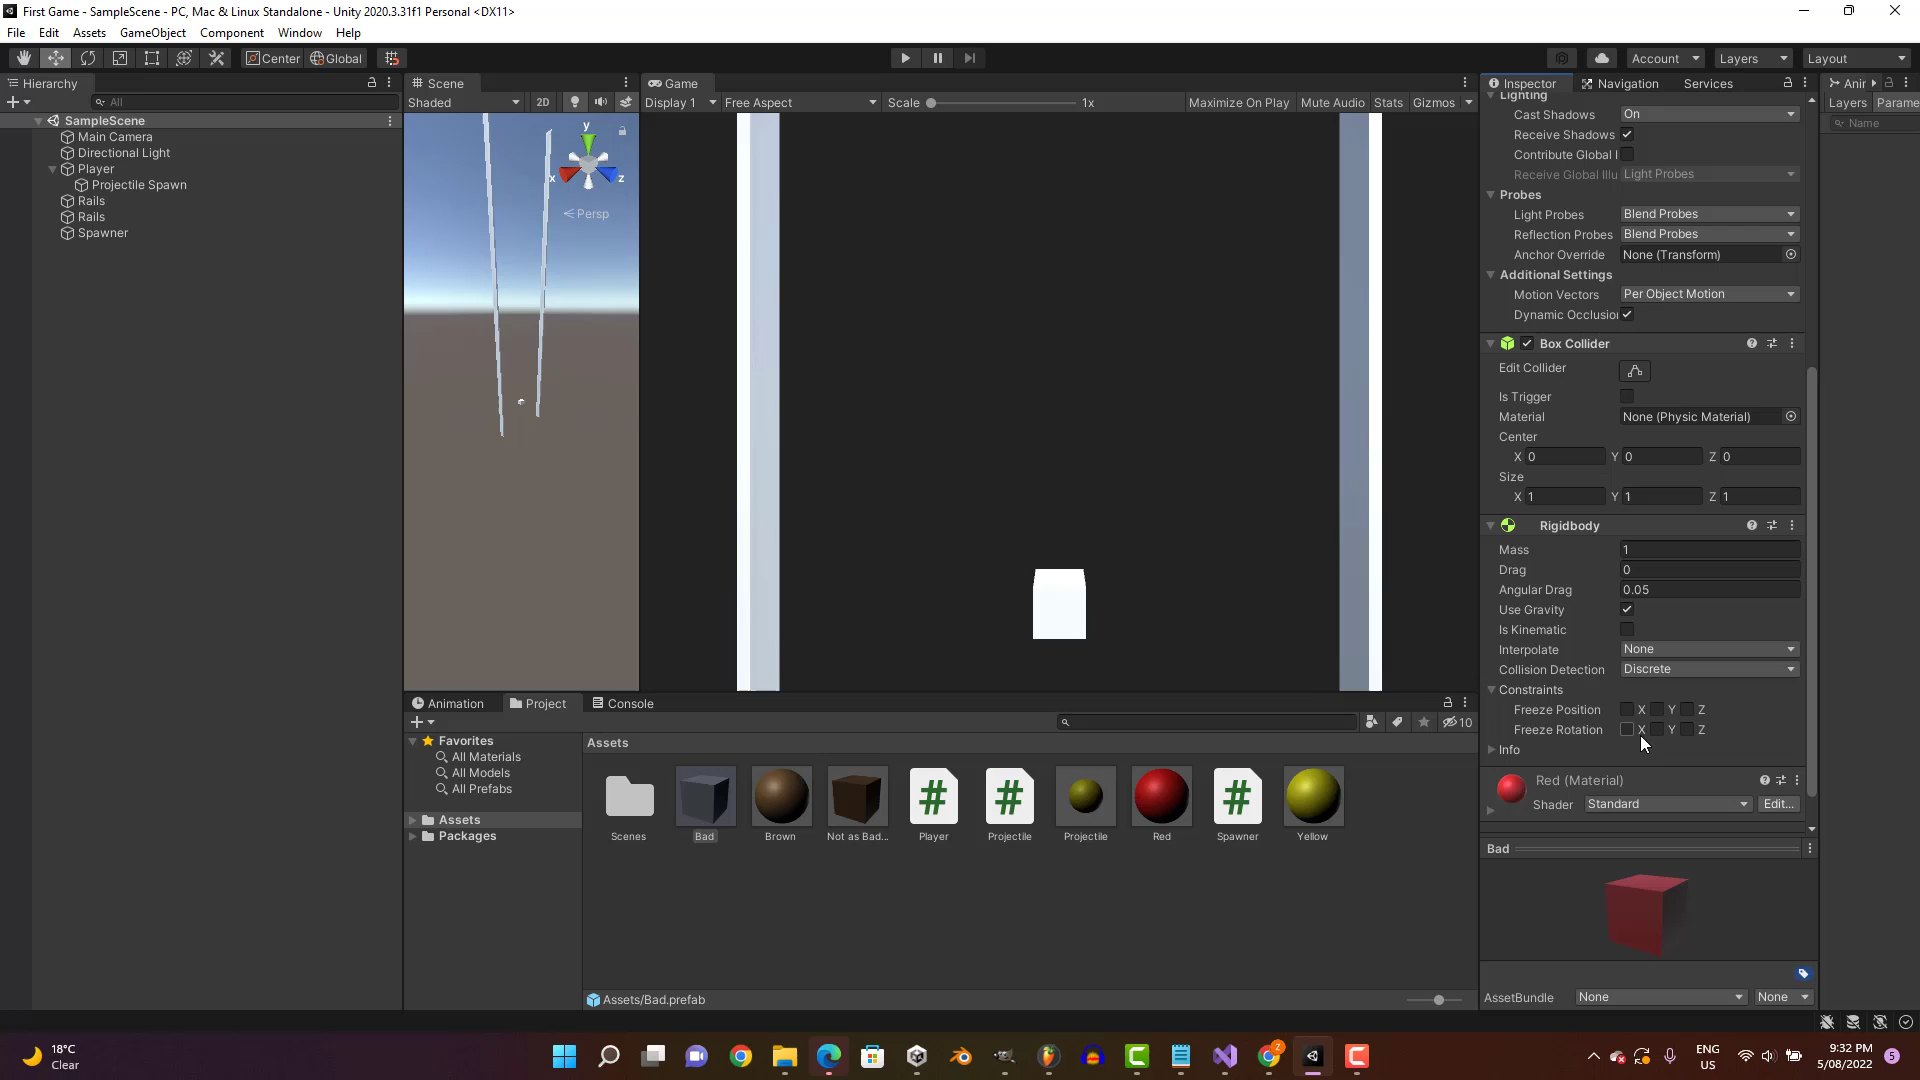 First Game - SampleScene - PC, Mac & Linux Standalone - Unity 2020.3.31f1 Personal <DX11>
File Edit Assets GameObject Component Window Help
Center Global Account Layers Layout
Hierarchy
All
SampleScene
Main Camera
Directional Light
Player
Projectile Spawn
Rails
Rails
Spawner
Scene
Shaded 2D
y
x
z
Persp
Game
Display 1 Free Aspect Scale 1x Maximize On Play Mute Audio Stats Gizmos
Inspector Navigation Services
Lighting
Cast Shadows On
Receive Shadows
Contribute Global I
Receive Global Illu Light Probes
Probes
Light Probes Blend Probes
Reflection Probes Blend Probes
Anchor Override None (Transform)
Additional Settings
Motion Vectors Per Object Motion
Dynamic Occlusio
Box Collider
Edit Collider
Is Trigger
Material None (Physic Material)
Center
X 0 Y 0 Z 0
Size
X 1 Y 1 Z 1
Rigidbody
Mass 1
Drag 0
Angular Drag 0.05
Use Gravity
Is Kinematic
Interpolate None
Collision Detection Discrete
Constraints
Freeze Position X Y Z
Freeze Rotation X Y Z
Info
Red (Material)
Shader Standard Edit...
Bad
AssetBundle None None
Anir
Layers Parame
Name
Animation Project Console
10
Favorites
All Materials
All Models
All Prefabs
Assets
Packages
Assets
Scenes Bad Brown Not as Bad... Player Projectile Projectile Red Spawner Yellow
Assets/Bad.prefab
18°C
Clear
ENG
US
9:32 PM
5/08/2022
5